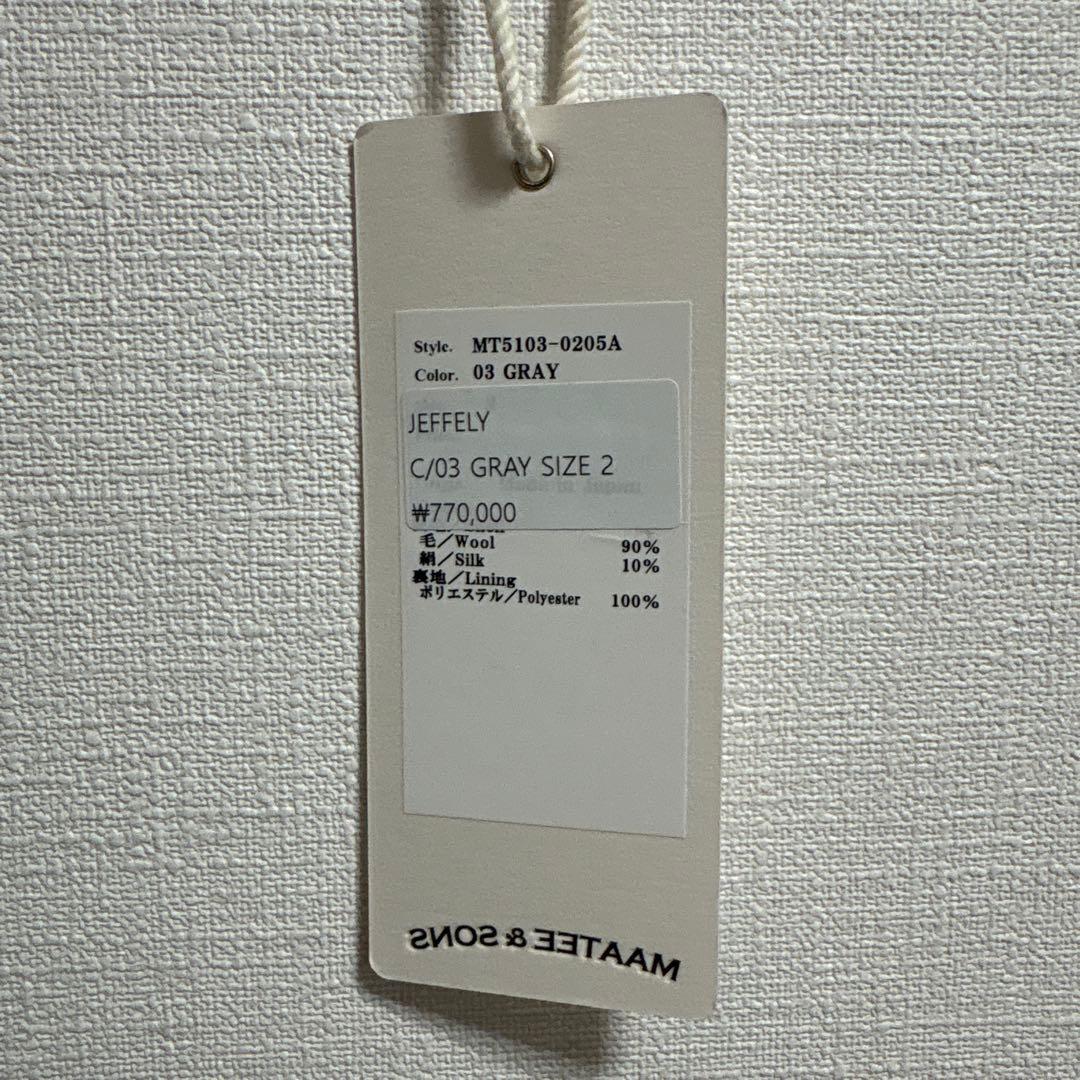 Style. MT5103-0205A
Color. 03 GRAY
JEFFELY
C/03 GRAY SIZE 2
₩770,000
毛/Wool 90%
絹/Silk 10%
裏地/Lining
ポリエステル/Polyester 100%
MAATEE & SONS